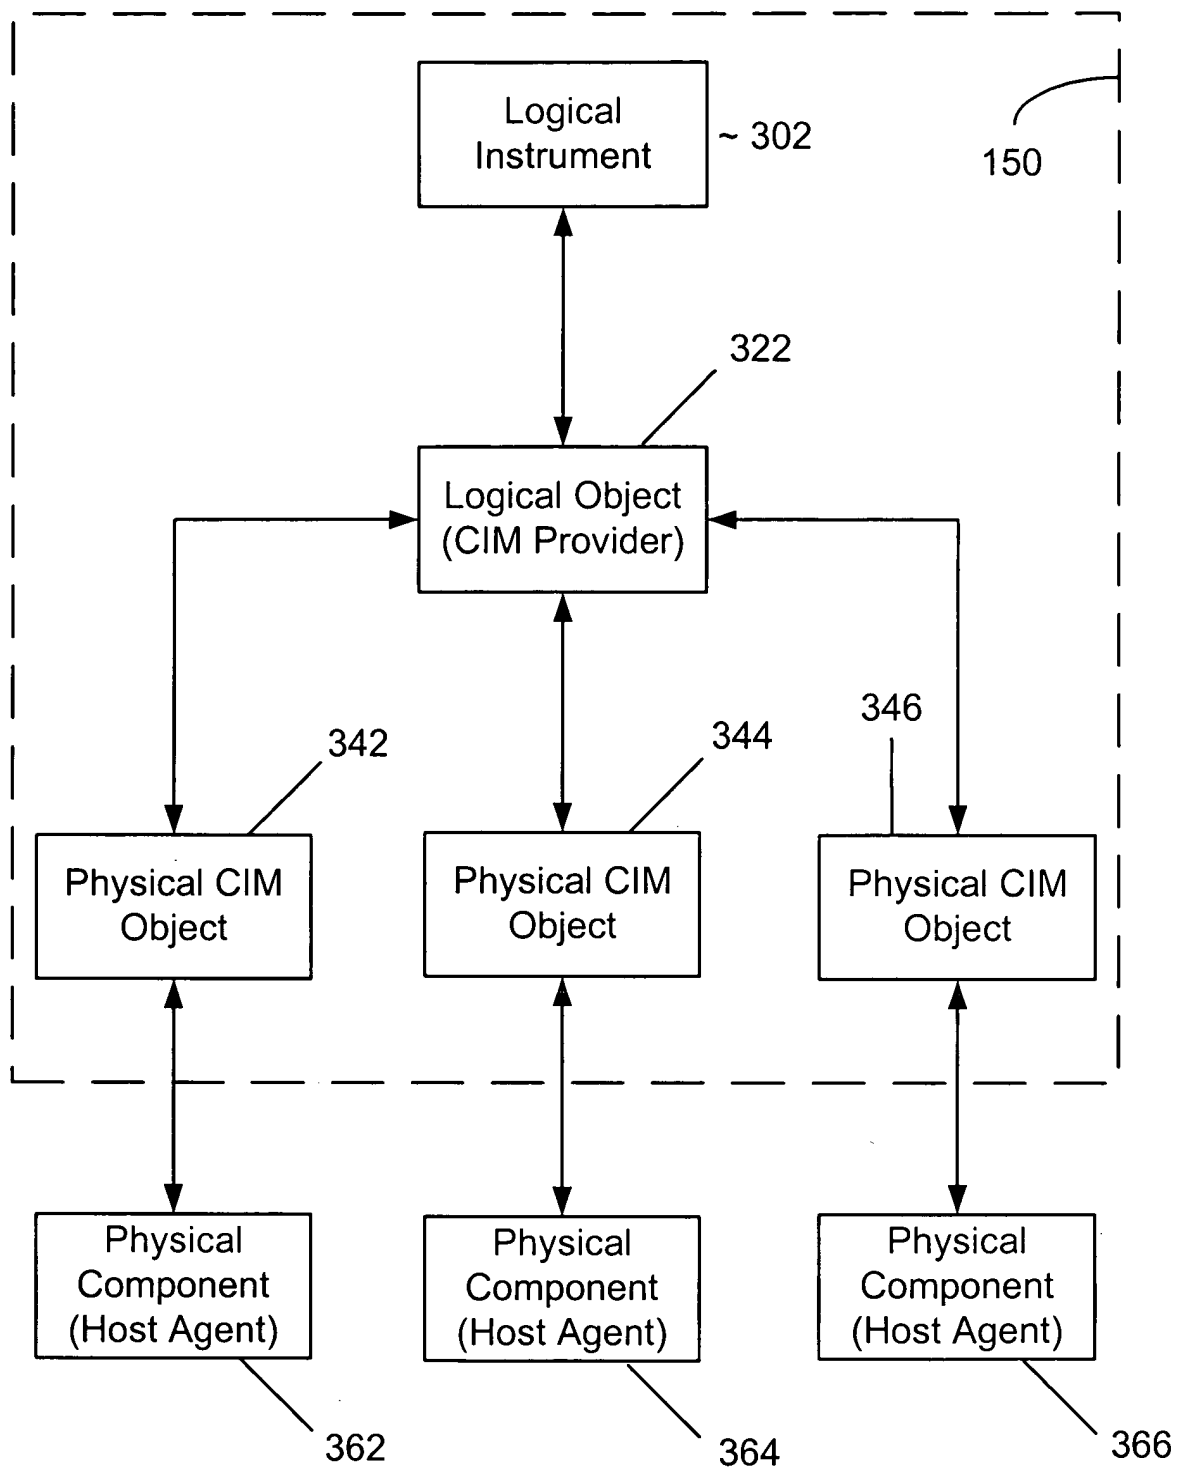 Logical
Instrument
~ 302
150
322
Logical Object
(CIM Provider)
346
342
344
Physical CIM
Object
Physical CIM
Object
Physical CIM
Object
Physical
Component
(Host Agent)
Physical
Component
(Host Agent)
Physical
Component
(Host Agent)
362
364
366